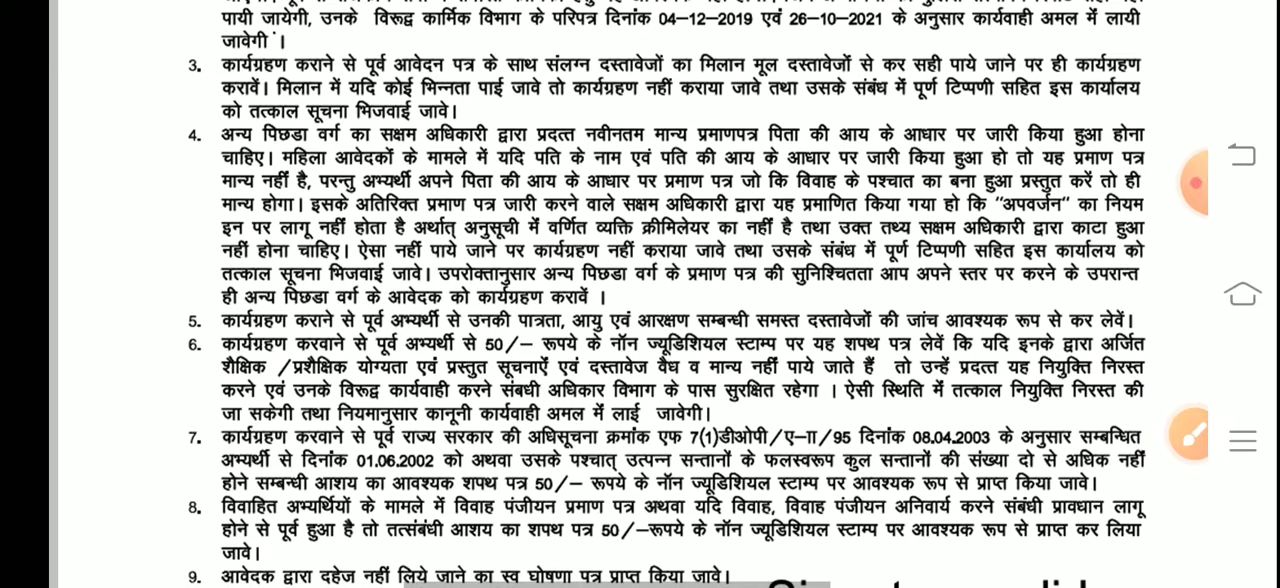 पायी जायेगी, उनके विरूद्व कार्मिक विभाग के परिपत्र दिनांक 04–12–2019 एवं 26–10–2021 के अनुसार कार्यवाही अमल में लायी
जावेगी ।
3. कार्यग्रहण कराने से पूर्व आवेदन पत्र के साथ संलग्न दस्तावेजों का मिलान मूल दस्तावेजों से कर सही पाये जाने पर ही कार्यग्रहण
करावें। मिलान में यदि कोई भिन्नता पाई जावे तो कार्यग्रहण नहीं कराया जावे तथा उसके संबंध में पूर्ण टिप्पणी सहित इस कार्यालय
को तत्काल सूचना भिजवाई जावे।
4. अन्य पिछडा वर्ग का सक्षम अधिकारी द्वारा प्रदत्त नवीनतम मान्य प्रमाणपत्र पिता की आय के आधार पर जारी किया हुआ होना
चाहिए। महिला आवेदकों के मामले में यदि पति के नाम एवं पति की आय के आधार पर जारी किया हुआ हो तो यह प्रमाण पत्र
मान्य नहीं है, परन्तु अभ्यर्थी अपने पिता की आय के आधार पर प्रमाण पत्र जो कि विवाह के पश्चात का बना हुआ प्रस्तुत करें तो ही
मान्य होगा। इसके अतिरिक्त प्रमाण पत्र जारी करने वाले सक्षम अधिकारी द्वारा यह प्रमाणित किया गया हो कि “अपवर्जन” का नियम
इन पर लागू नहीं होता है अर्थात् अनुसूची में वर्णित व्यक्ति क्रीमिलेयर का नहीं है तथा उक्त तथ्य सक्षम अधिकारी द्वारा काटा हुआ
नहीं होना चाहिए। ऐसा नहीं पाये जाने पर कार्यग्रहण नहीं कराया जावे तथा उसके संबंध में पूर्ण टिप्पणी सहित इस कार्यालय को
तत्काल सूचना भिजवाई जावे। उपरोक्तानुसार अन्य पिछडा वर्ग के प्रमाण पत्र की सुनिश्चितता आप अपने स्तर पर करने के उपरान्त
ही अन्य पिछडा वर्ग के आवेदक को कार्यग्रहण करावें ।
5. कार्यग्रहण कराने से पूर्व अभ्यर्थी से उनकी पात्रता, आयु एवं आरक्षण सम्बन्धी समस्त दस्तावेजों की जांच आवश्यक रूप से कर लेवें।
6. कार्यग्रहण करवाने से पूर्व अभ्यर्थी से 50/– रूपये के नॉन ज्यूडिशियल स्टाम्प पर यह शपथ पत्र लेवें कि यदि इनके द्वारा अर्जित
शैक्षिक /प्रशैक्षिक योग्यता एवं प्रस्तुत सूचनाऐं एवं दस्तावेज वैध व मान्य नहीं पाये जाते हैं तो उन्हें प्रदत्त यह नियुक्ति निरस्त
करने एवं उनके विरूद्व कार्यवाही करने संबधी अधिकार विभाग के पास सुरक्षित रहेगा । ऐसी स्थिति में तत्काल नियुक्ति निरस्त की
जा सकेगी तथा नियमानुसार कानूनी कार्यवाही अमल में लाई जावेगी।
7. कार्यग्रहण करवाने से पूर्व राज्य सरकार की अधिसूचना क्रमांक एफ 7(1)डीओपी/ए–II/95 दिनांक 08.04.2003 के अनुसार सम्बन्धित
अभ्यर्थी से दिनांक 01.06.2002 को अथवा उसके पश्चात् उत्पन्न सन्तानों के फलस्वरूप कुल सन्तानों की संख्या दो से अधिक नहीं
होने सम्बन्धी आशय का आवश्यक शपथ पत्र 50/– रूपये के नॉन ज्यूडिशियल स्टाम्प पर आवश्यक रूप से प्राप्त किया जावे।
8. विवाहित अभ्यर्थियों के मामले में विवाह पंजीयन प्रमाण पत्र अथवा यदि विवाह, विवाह पंजीयन अनिवार्य करने संबंधी प्रावधान लागू
होने से पूर्व हुआ है तो तत्संबंधी आशय का शपथ पत्र 50/–रूपये के नॉन ज्यूडिशियल स्टाम्प पर आवश्यक रूप से प्राप्त कर लिया
जावे।
9. आवेदक द्वारा दहेज नहीं लिये जाने का स्व घोषणा पत्र प्राप्त किया जावे।